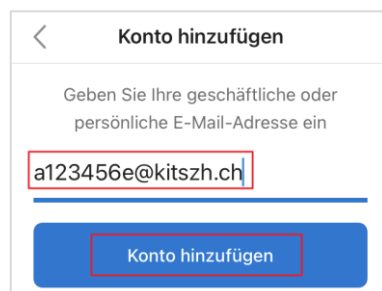 Konto hinzufügen
Geben Sie Ihre geschäftliche oder
persönliche E-Mail-Adresse ein
a123456e@kitszh.ch
Konto hinzufügen